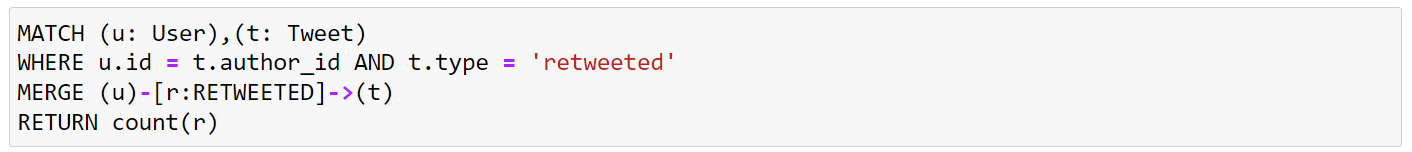 MATCH (u: User),(t: Tweet)
WHERE u.id = t.author_id AND t.type = 'retweeted'
MERGE (u)-[r:RETWEETED]->(t)
RETURN count(r)